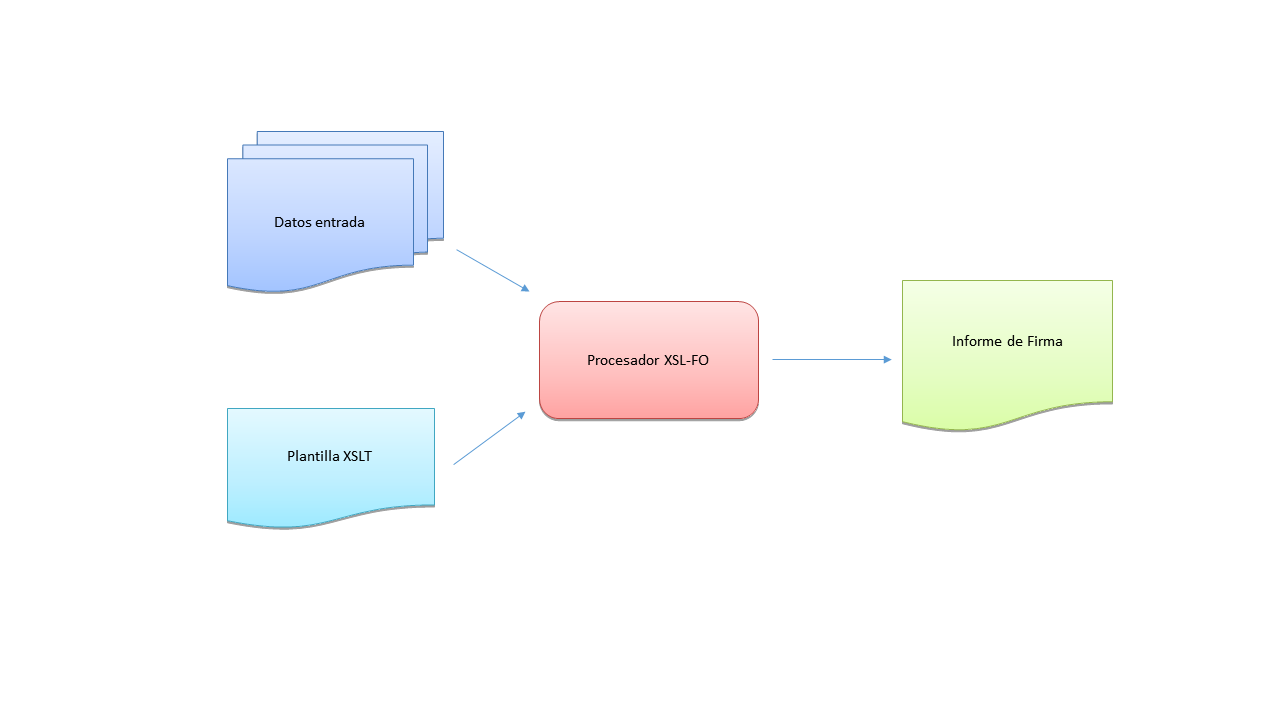 Datos entrada
Procesador XSL-FO
Informe de Firma
Plantilla XSLT